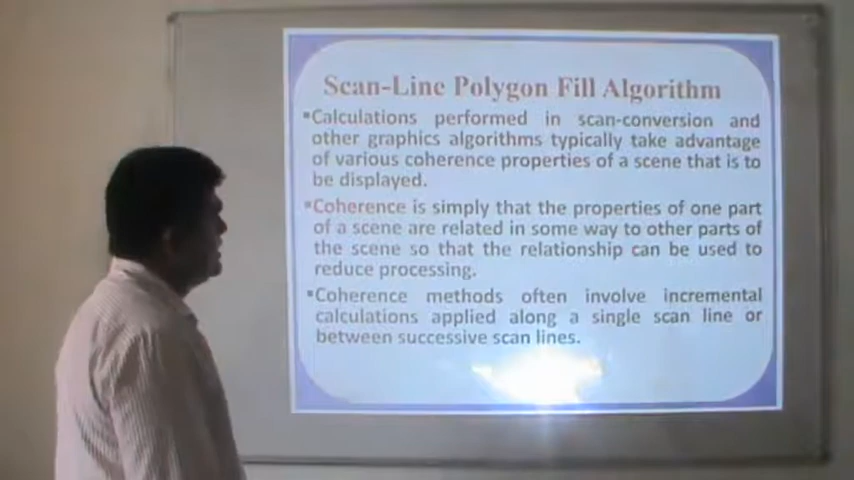 Scan-Line Polygon Fill Algorithm
▪Calculations performed in scan-conversion and
other graphics algorithms typically take advantage
of various coherence properties of a scene that is to
be displayed.
▪Coherence is simply that the properties of one part
of a scene are related in some way to other parts of
the scene so that the relationship can be used to
reduce processing.
▪Coherence methods often involve incremental
calculations applied along a single scan line or
between successive scan lines.